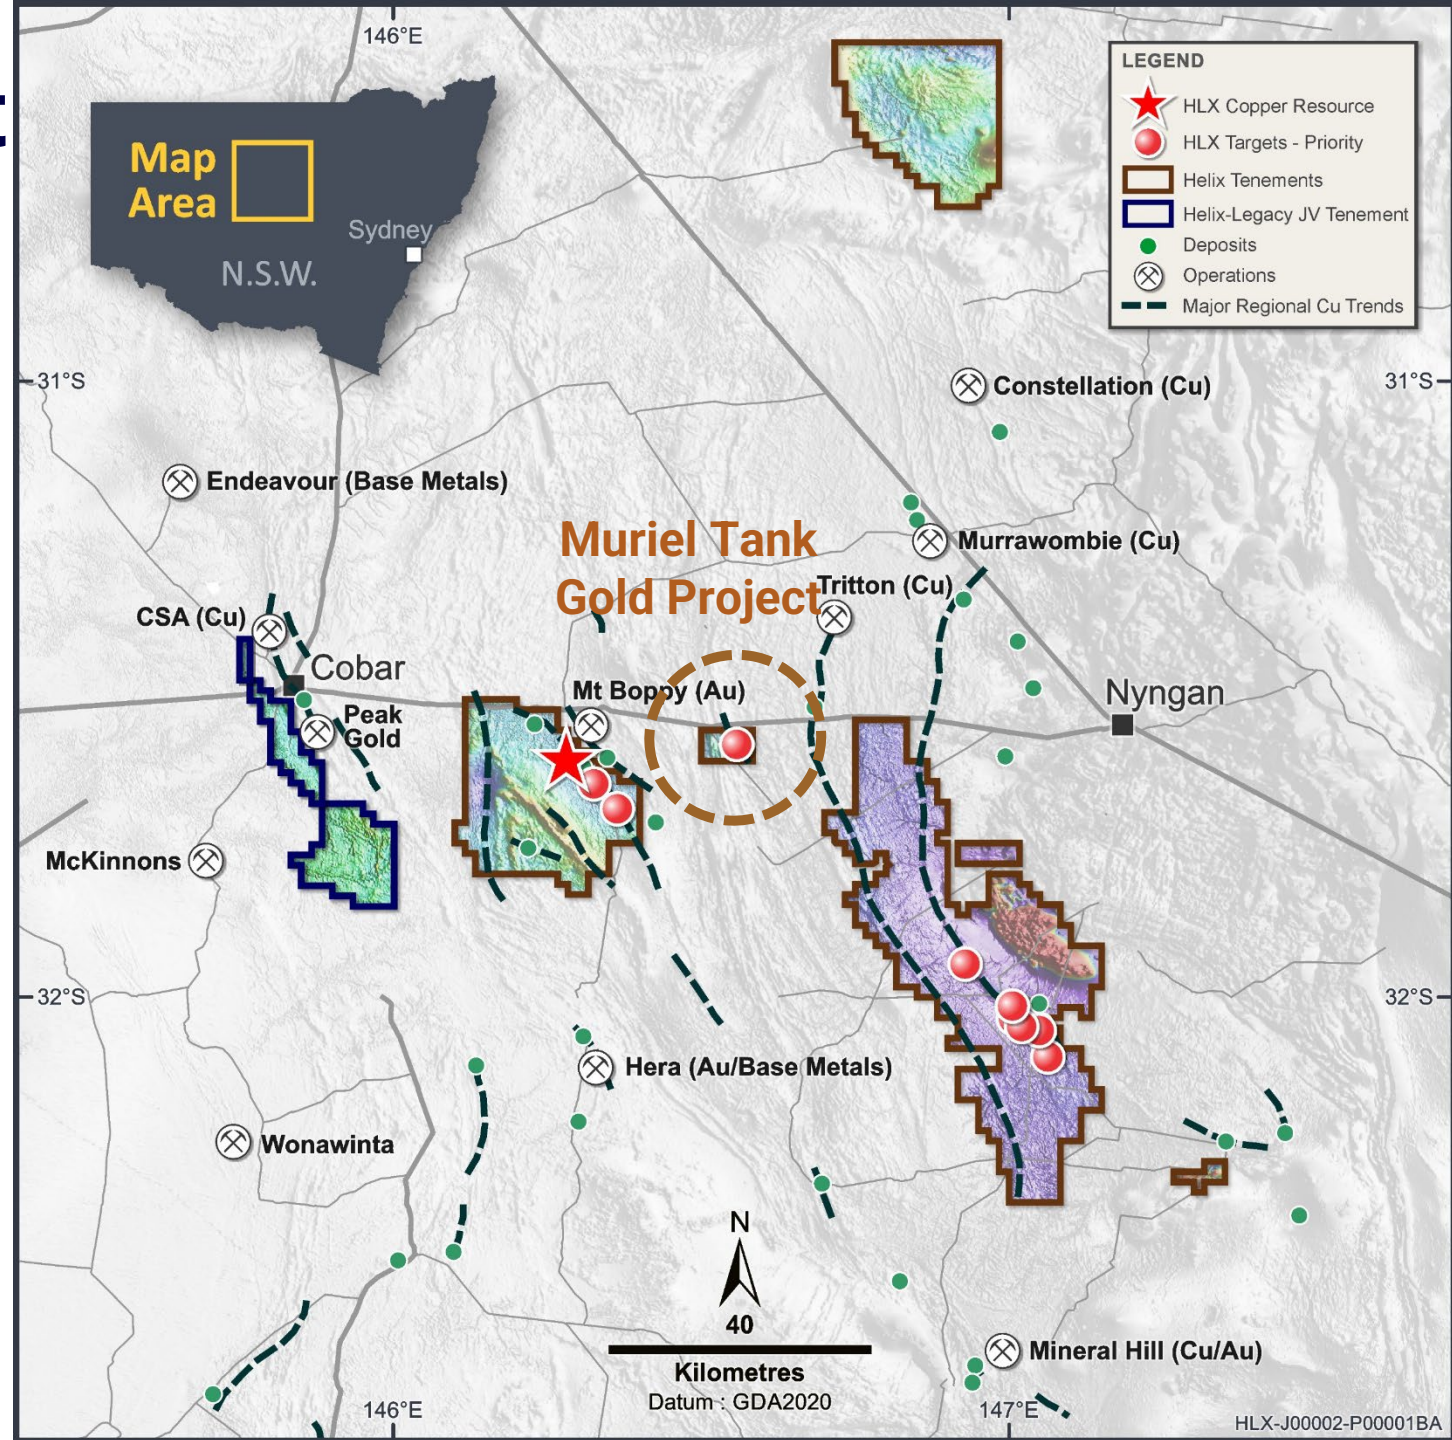 146°E
LEGEND
HLX Copper Resource
HLX Targets - Priority
Helix Tenements
Helix-Legacy JV Tenement
Deposits
Operations
Major Regional Cu Trends
Map
Area
Sydney
N.S.W.
31°S
31°S
Constellation (Cu)
Endeavour (Base Metals)
Muriel Tank
Gold Project
Murrawombie (Cu)
Tritton (Cu)
CSA (Cu)
Cobar
Mt Boppy (Au)
Nyngan
Peak
Gold
McKinnons
32°S
32°S
Hera (Au/Base Metals)
Wonawinta
N
40
Kilometres
Datum : GDA2020
Mineral Hill (Cu/Au)
146°E
147°E
HLX-J00002-P00001BA